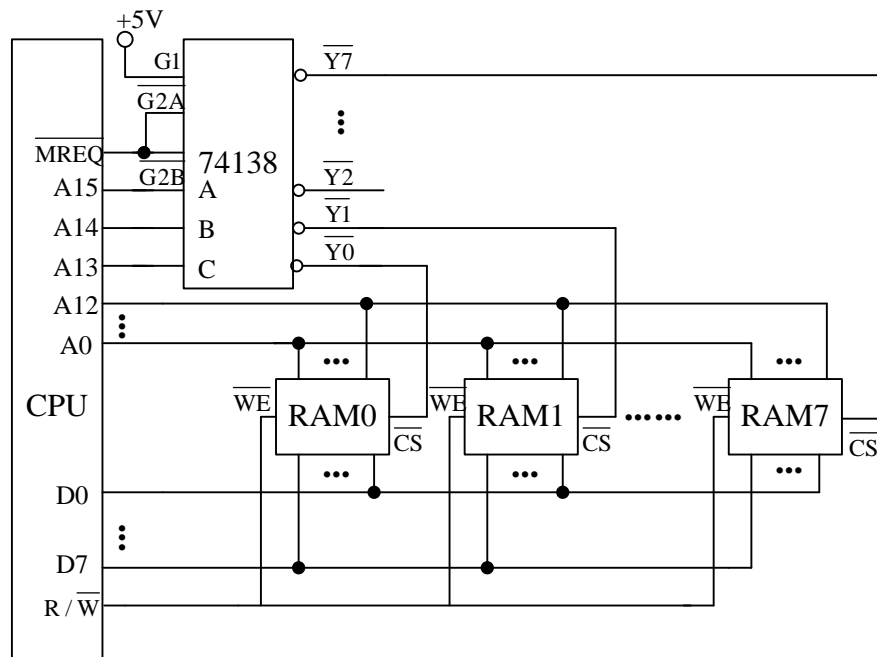 +5V
G1
G2A
MREQ
G2B
74138
A15
A
A14
B
A13
C
Y7
Y2
Y1
Y0
A12
A0
CPU
WE
RAM0
CS
WE
RAM1
CS
WE
RAM7
CS
D0
D7
R / W